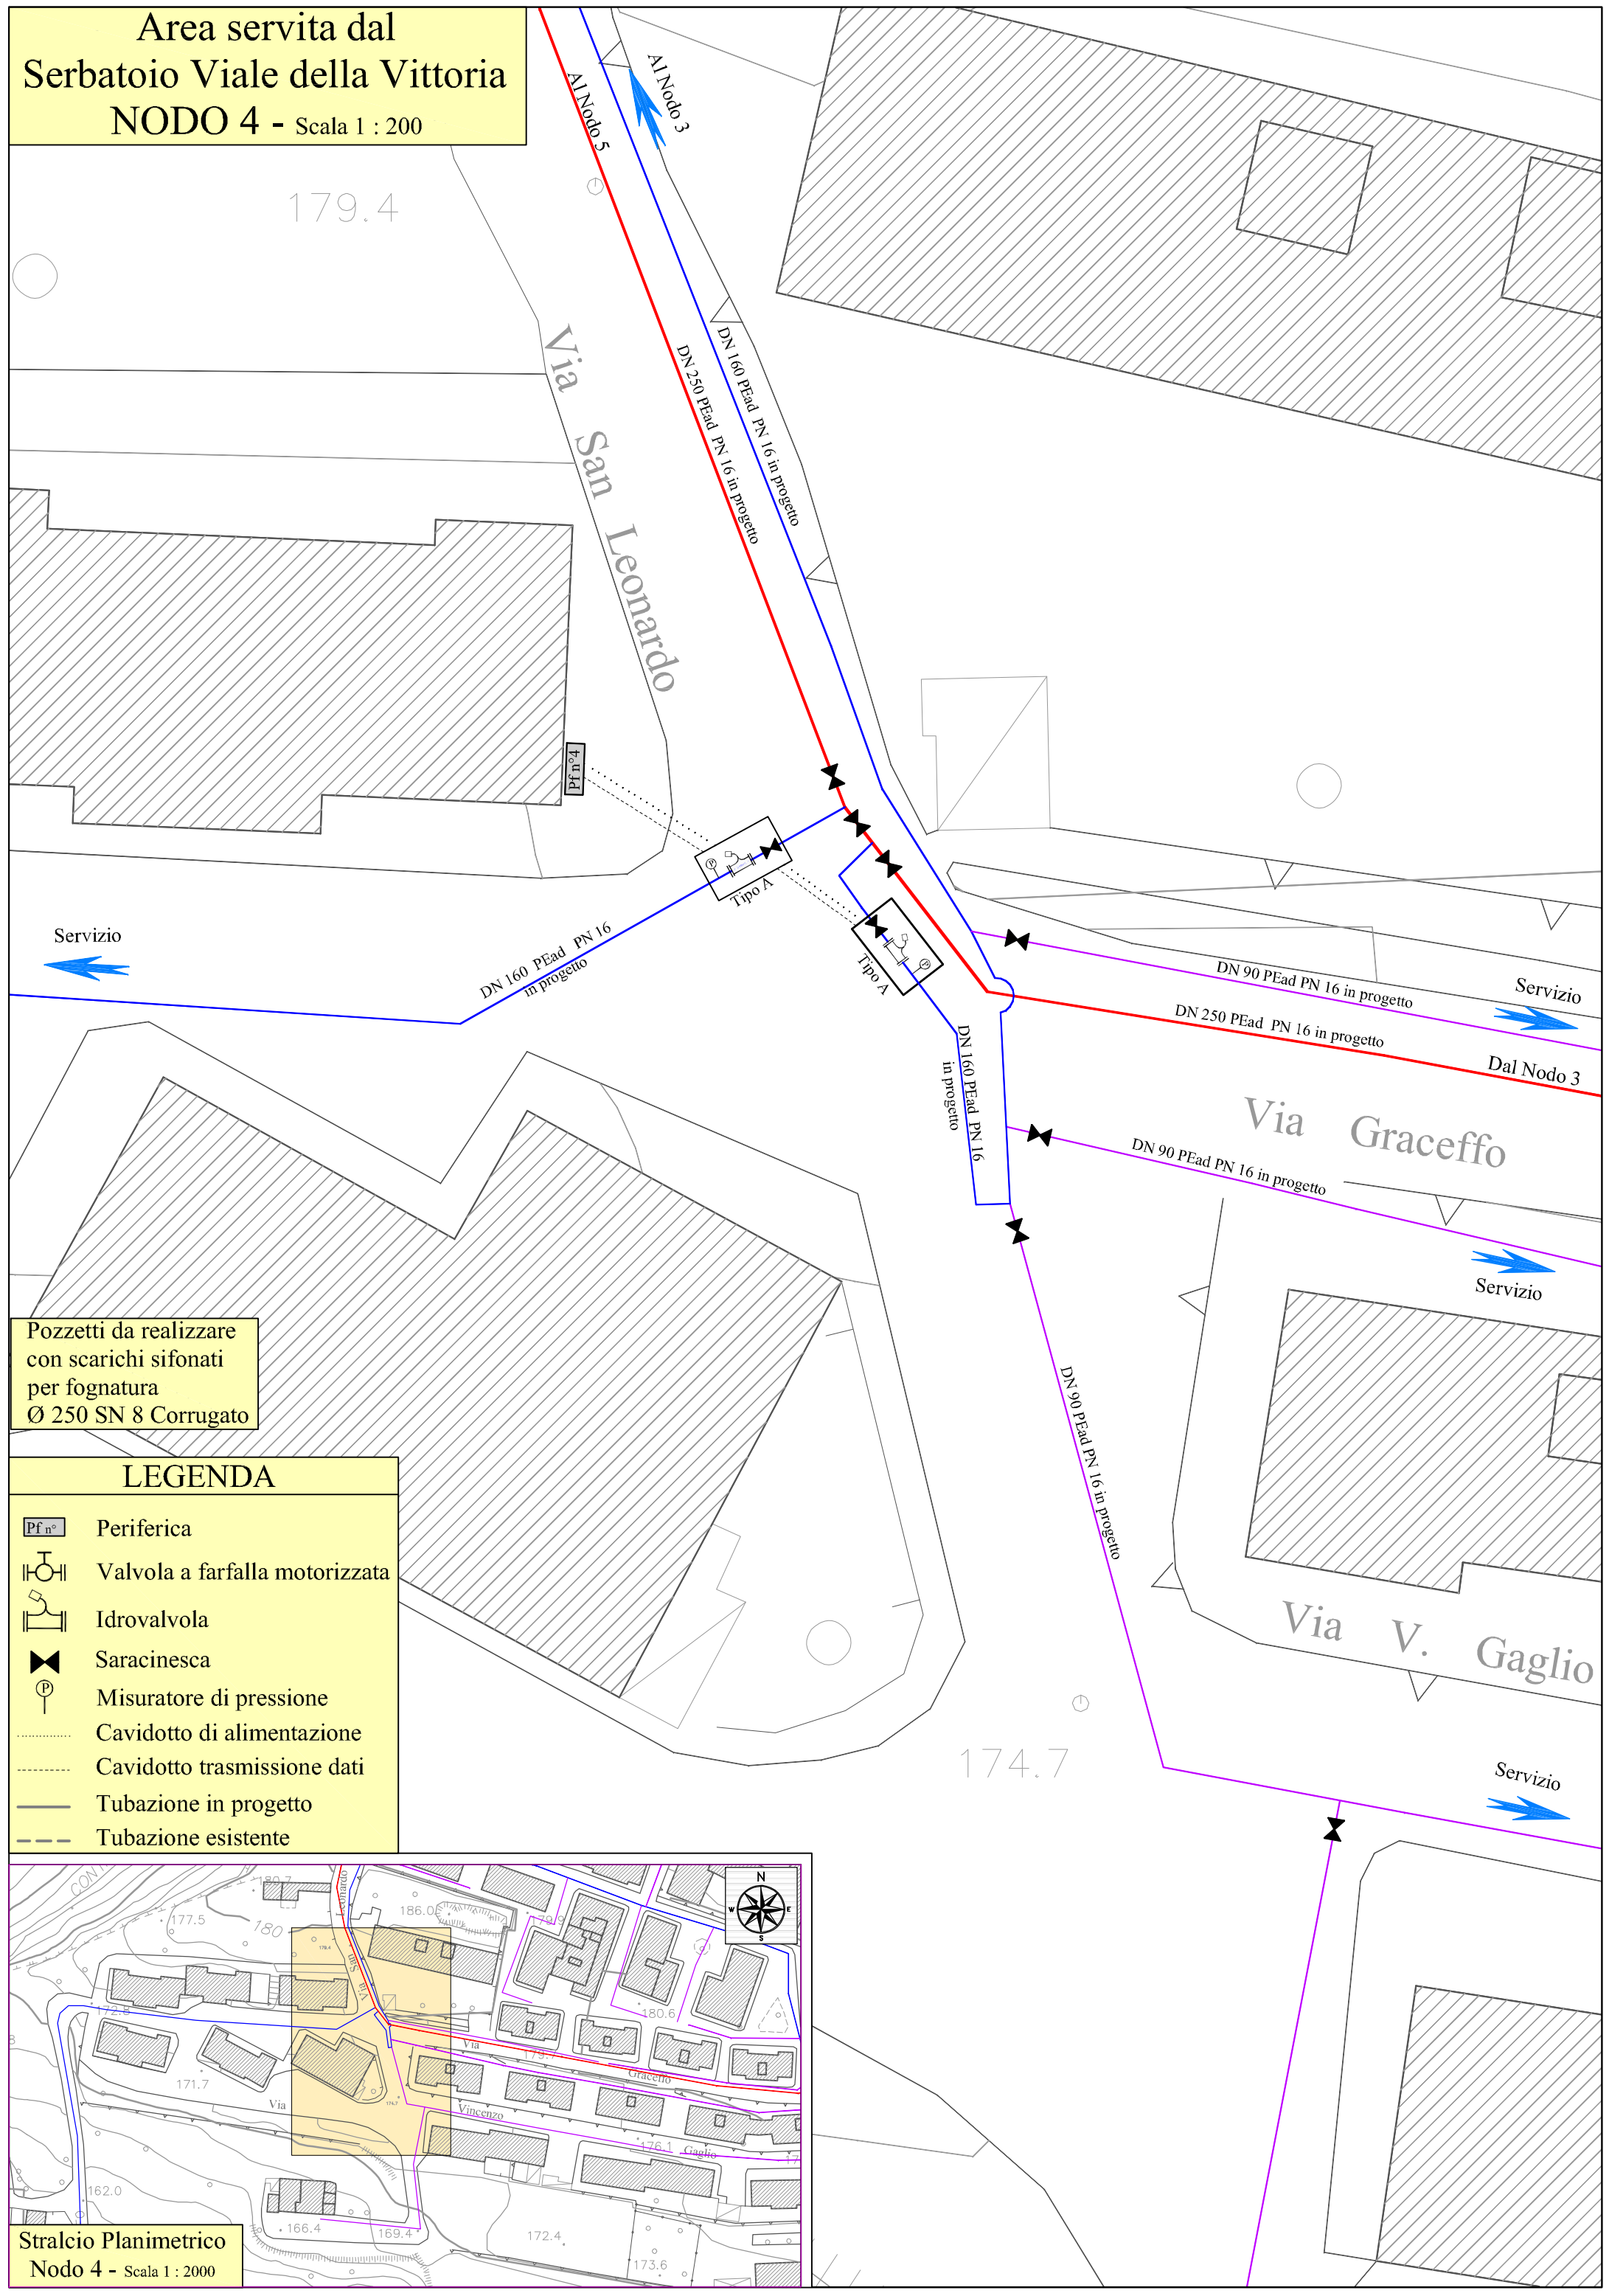 Area servita dal
Serbatoio Viale della Vittoria
NODO 4 - Scala 1 : 200
Al Nodo 5
Al Nodo 3
179.4
Via San Leonardo
DN 250 PEad PN 16 in progetto
DN 160 PEad PN 16 in progetto
Pf n°4
P
Tipo A
P
Tipo A
Servizio
DN 160 PEad PN 16
in progetto
DN 90 PEad PN 16 in progetto
Servizio
DN 250 PEad PN 16 in progetto
Dal Nodo 3
DN 160 PEad PN 16
in progetto
Via Graceffo
DN 90 PEad PN 16 in progetto
Servizio
Pozzetti da realizzare
con scarichi sifonati
per fognatura
Ø 250 SN 8 Corrugato
DN 90 PEad PN 16 in progetto
Via V. Gaglio
174.7
Servizio
LEGENDA
Pf n° Periferica
Valvola a farfalla motorizzata
Idrovalvola
Saracinesca
P Misuratore di pressione
Cavidotto di alimentazione
Cavidotto trasmissione dati
Tubazione in progetto
Tubazione esistente
N
W E
S
177.5
180
186.0
178.4
Via San
172.8
180.6
171.7
Via
Graceffo
Via
Vincenzo
Gaglio
174.7
176.1
162.0
166.4
169.4
172.4
173.6
Stralcio Planimetrico
Nodo 4 - Scala 1 : 2000